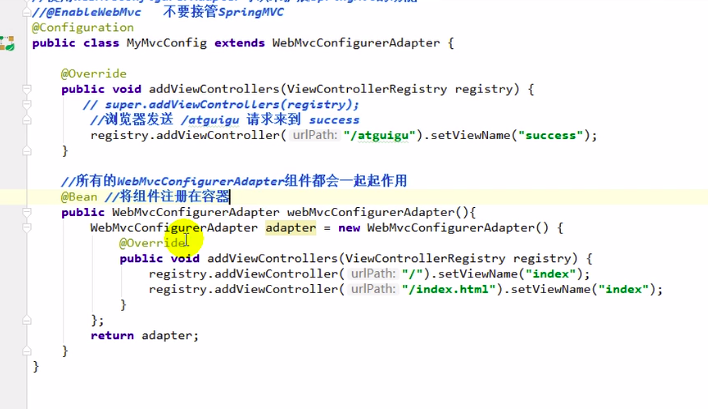 //@EnableWebMvc 不要接管SpringMVC
@Configuration
public class MyMvcConfig extends WebMvcConfigurerAdapter {
@Override
public void addViewControllers(ViewControllerRegistry registry) {
// super.addViewControllers(registry);
//浏览器发送 /atguigu 请求来到 success
registry.addViewController( urlPath: "/atguigu").setViewName("success");
}
//所有的WebMvcConfigurerAdapter组件都会一起起作用
@Bean //将组件注册在容器
public WebMvcConfigurerAdapter webMvcConfigurerAdapter(){
WebMvcConfigurerAdapter adapter = new WebMvcConfigurerAdapter() {
@Override
public void addViewControllers(ViewControllerRegistry registry) {
registry.addViewController( urlPath: "/").setViewName("index");
registry.addViewController( urlPath: "/index.html").setViewName("index");
}
};
return adapter;
}
}